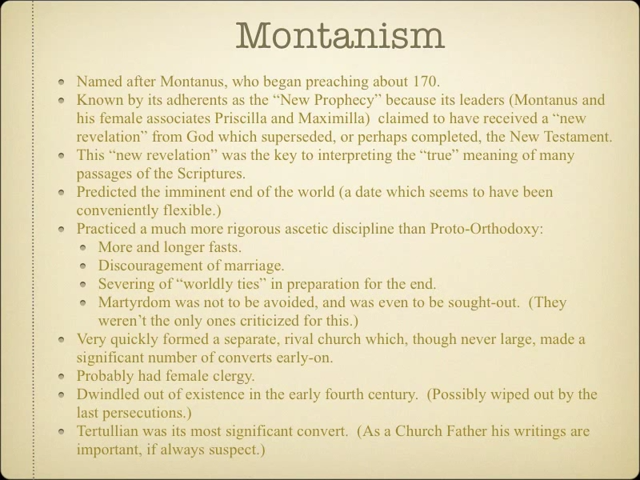 Montanism
Named after Montanus, who began preaching about 170.
Known by its adherents as the “New Prophecy” because its leaders (Montanus and
his female associates Priscilla and Maximilla)  claimed to have received a “new
revelation” from God which superseded, or perhaps completed, the New Testament.
This “new revelation” was the key to interpreting the “true” meaning of many
passages of the Scriptures.
Predicted the imminent end of the world (a date which seems to have been
conveniently flexible.)
Practiced a much more rigorous ascetic discipline than Proto-Orthodoxy:
More and longer fasts.
Discouragement of marriage.
Severing of “worldly ties” in preparation for the end.
Martyrdom was not to be avoided, and was even to be sought-out.  (They
weren’t the only ones criticized for this.)
Very quickly formed a separate, rival church which, though never large, made a
significant number of converts early-on.
Probably had female clergy.
Dwindled out of existence in the early fourth century.  (Possibly wiped out by the
last persecutions.)
Tertullian was its most significant convert.  (As a Church Father his writings are
important, if always suspect.)